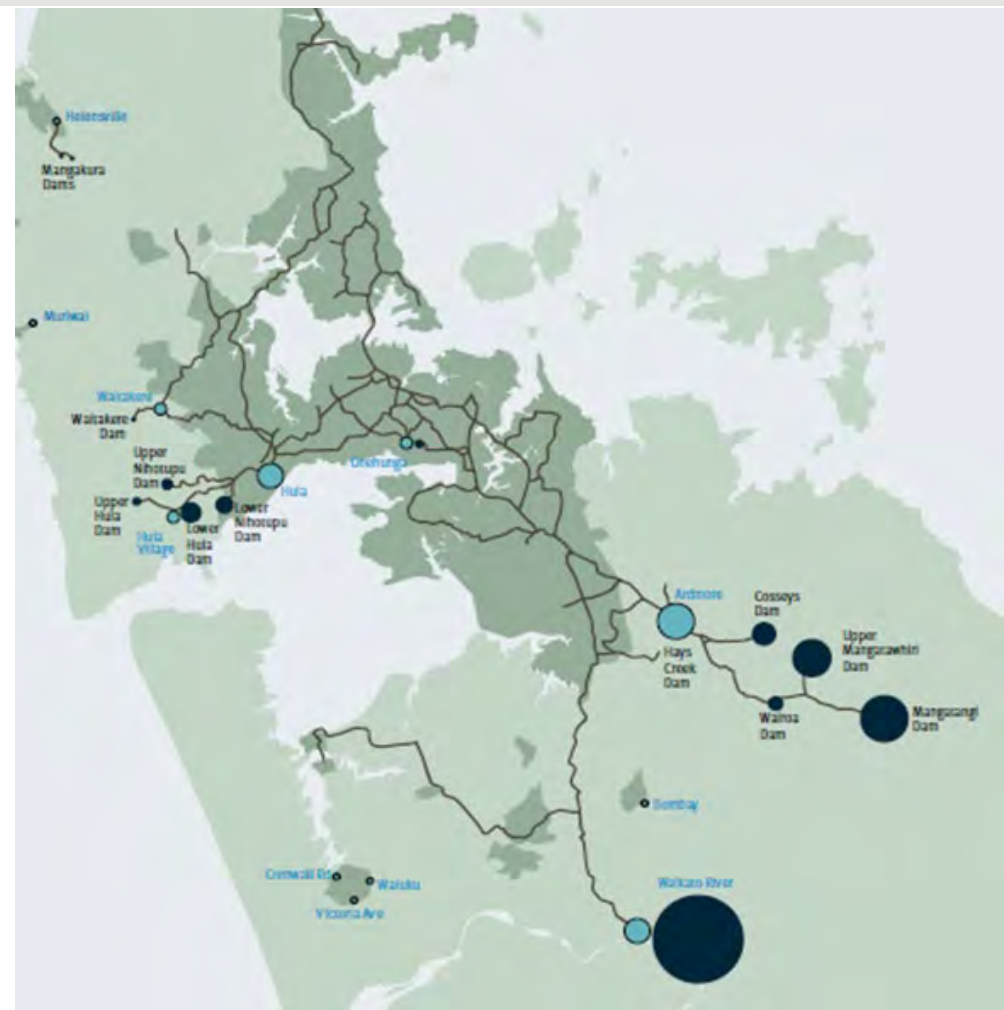 Helensville
Mangakura
Dams
Muriwai
Waitakere
Waitakere
Dam
Upper
Nihotupu
Dam
Upper
Huia
Dam
Huia
Village
Lower
Huia
Dam
Lower
Nihotupu
Dam
Huia
Onehunga
Ardmore
Cosseys
Dam
Upper
Mangatawhiri
Dam
Hays
Creek
Dam
Wairoa
Dam
Mangatangi
Dam
Bombay
Cornwall Rd
Waiuku
Victoria Ave
Waikato River